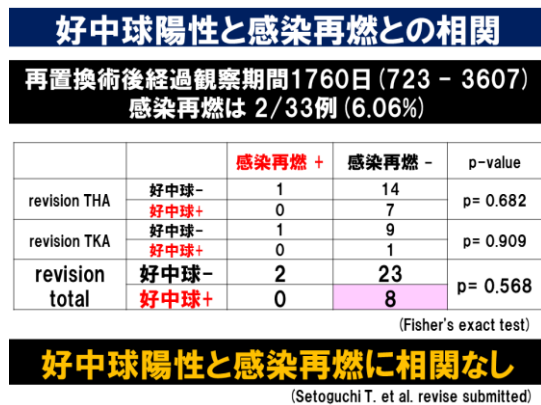 好中球陽性と感染再燃との相関
再置換術後経過観察期間1760日(723 - 3607)
感染再燃は 2/33例(6.06%)
感染再燃 + 感染再燃 - p-value
revision THA 好中球- 1 14 p= 0.682
好中球+ 0 7
revision TKA 好中球- 1 9 p= 0.909
好中球+ 0 1
revision total 好中球- 2 23 p= 0.568
好中球+ 0 8
(Fisher's exact test)
好中球陽性と感染再燃に相関なし
(Setoguchi T. et al. revise submitted)